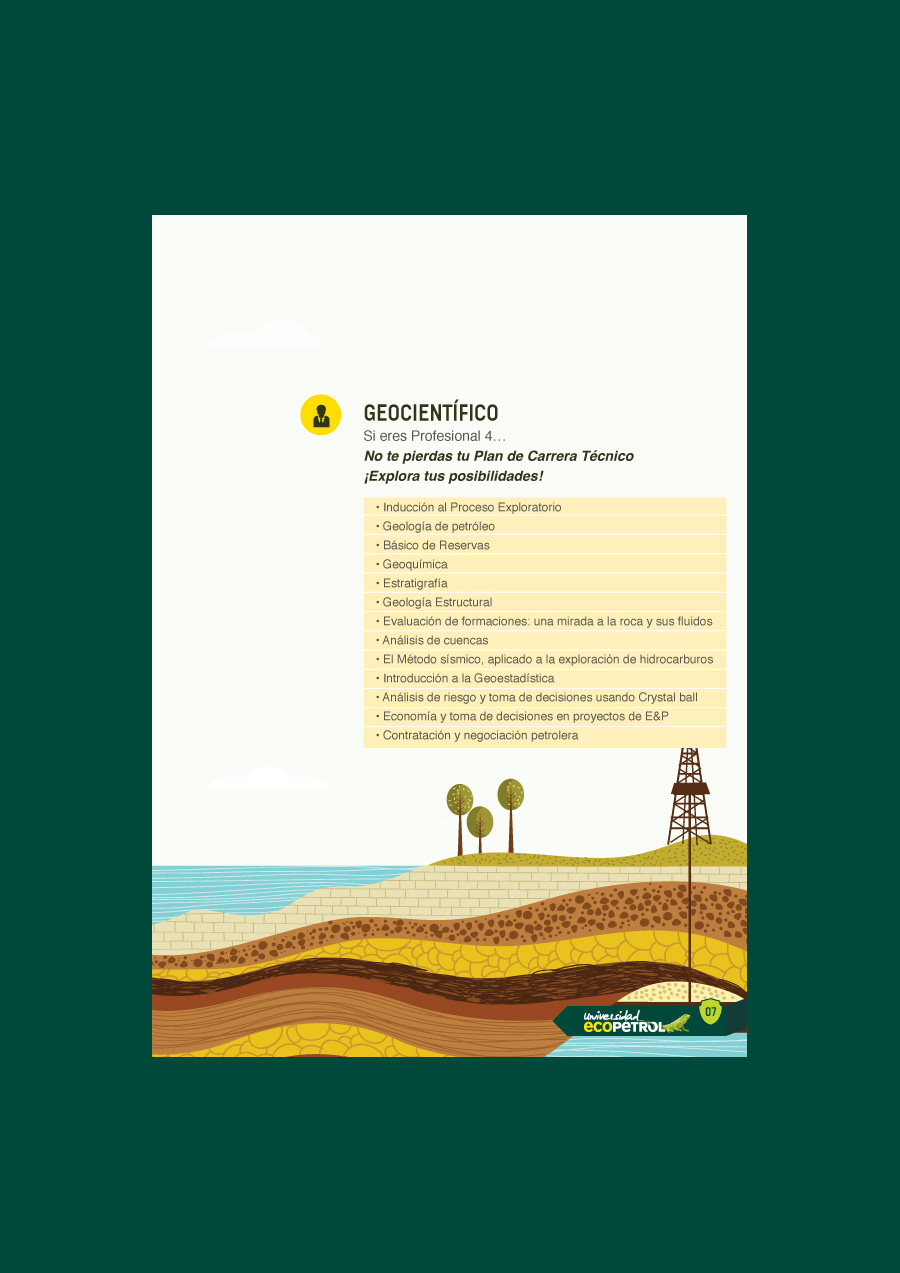 GEOCIENTÍFICO
Si eres Profesional 4…
No te pierdas tu Plan de Carrera Técnico
¡Explora tus posibilidades!
• Inducción al Proceso Exploratorio
• Geología de petróleo
• Básico de Reservas
• Geoquímica
• Estratigrafía
• Geología Estructural
• Evaluación de formaciones: una mirada a la roca y sus fluidos
• Análisis de cuencas
• El Método sísmico, aplicado a la exploración de hidrocarburos
• Introducción a la Geoestadística
• Análisis de riesgo y toma de decisiones usando Crystal ball
• Economía y toma de decisiones en proyectos de E&P
• Contratación y negociación petrolera
universidad
ecoPETROL
07